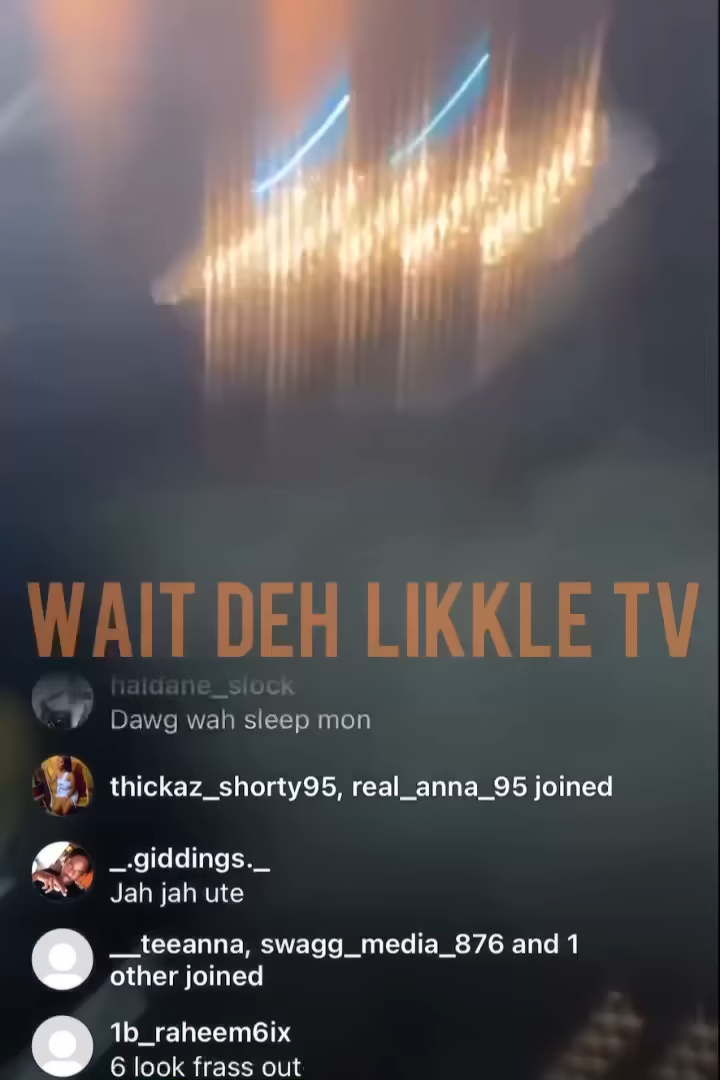 WAIT DEH LIKKLE TV
haldane_slock
Dawg wah sleep mon
thickaz_shorty95, real_anna_95 joined
_.giddings._
Jah jah ute
__teeanna, swagg_media_876 and 1
other joined
1b_raheem6ix
6 look frass out